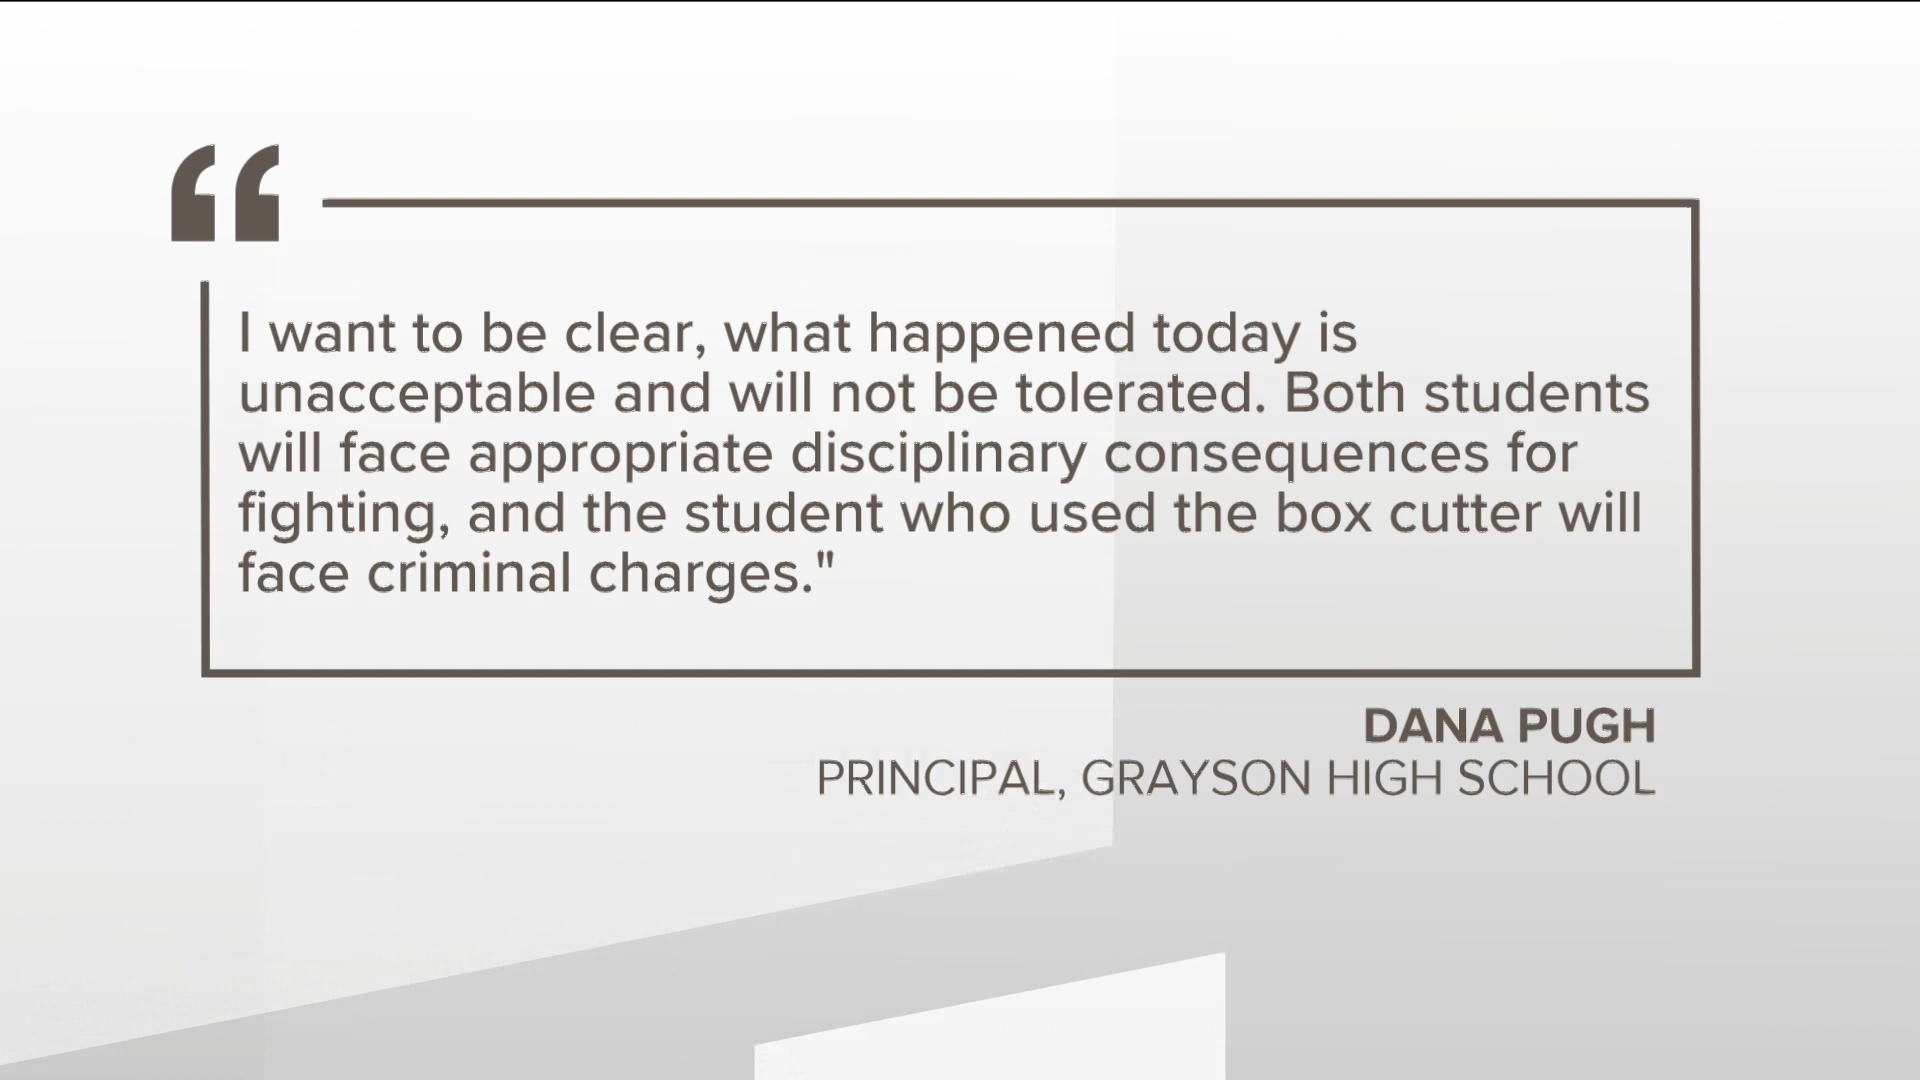 “
I want to be clear, what happened today is
unacceptable and will not be tolerated. Both students
will face appropriate disciplinary consequences for
fighting, and the student who used the box cutter will
face criminal charges."
DANA PUGH
PRINCIPAL, GRAYSON HIGH SCHOOL